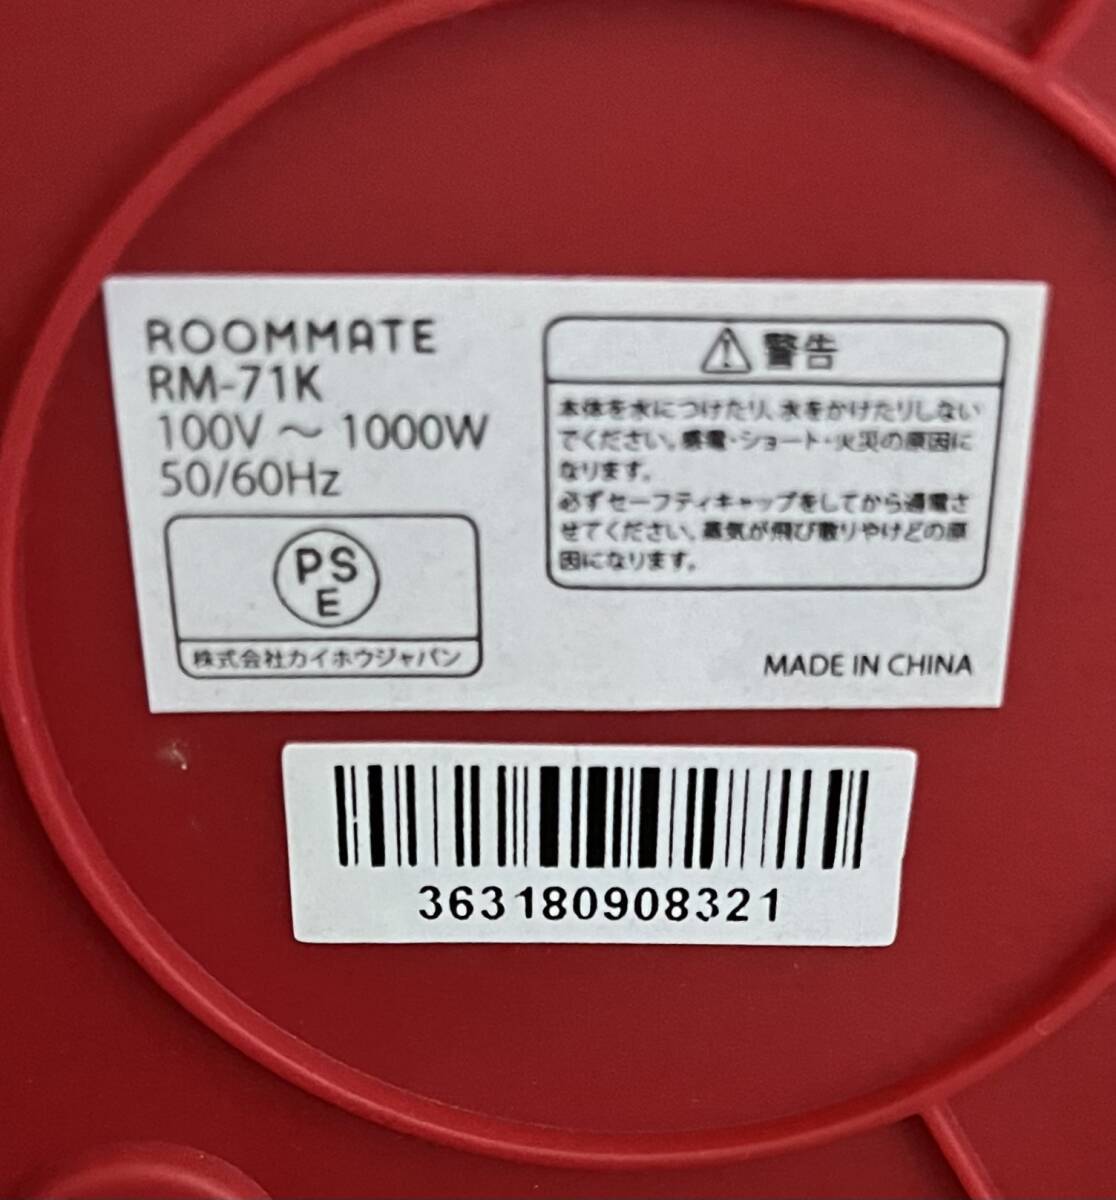 ROOMMATE
RM-71K
100V ～ 1000W
50/60Hz
PS
E
株式会社カイホウジャパン
警告
本体を水につけたり、水をかけたりしない
でください。感電・ショート・火災の原因に
なります。
必ずセーフティキャップをしてから通電さ
せてください。蒸気が飛び散りやけどの原
因になります。
MADE IN CHINA
363180908321